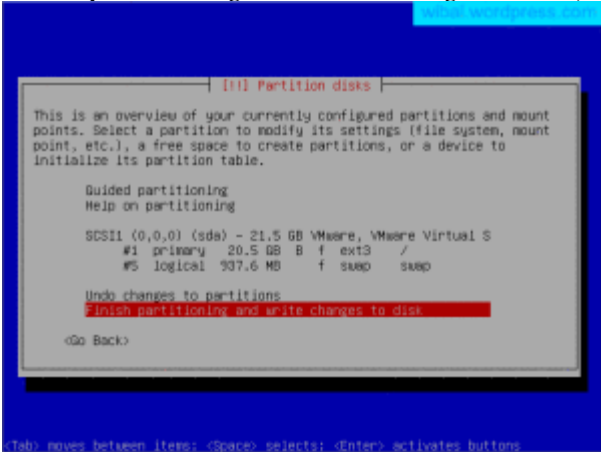 wibal.wordpress.com
[!!] Partition disks
This is an overview of your currently configured partitions and mount
points. Select a partition to modify its settings (file system, mount
point, etc.), a free space to create partitions, or a device to
initialize its partition table.
Guided partitioning
Help on partitioning
SCSI1 (0,0,0) (sda) - 21.5 GB VMware, VMware Virtual S
#1 primary 20.5 GB B f ext3 /
#5 logical 937.6 MB f swap swap
Undo changes to partitions
Finish partitioning and write changes to disk
<Go Back>
<Tab> moves between items; <Space> selects; <Enter> activates buttons